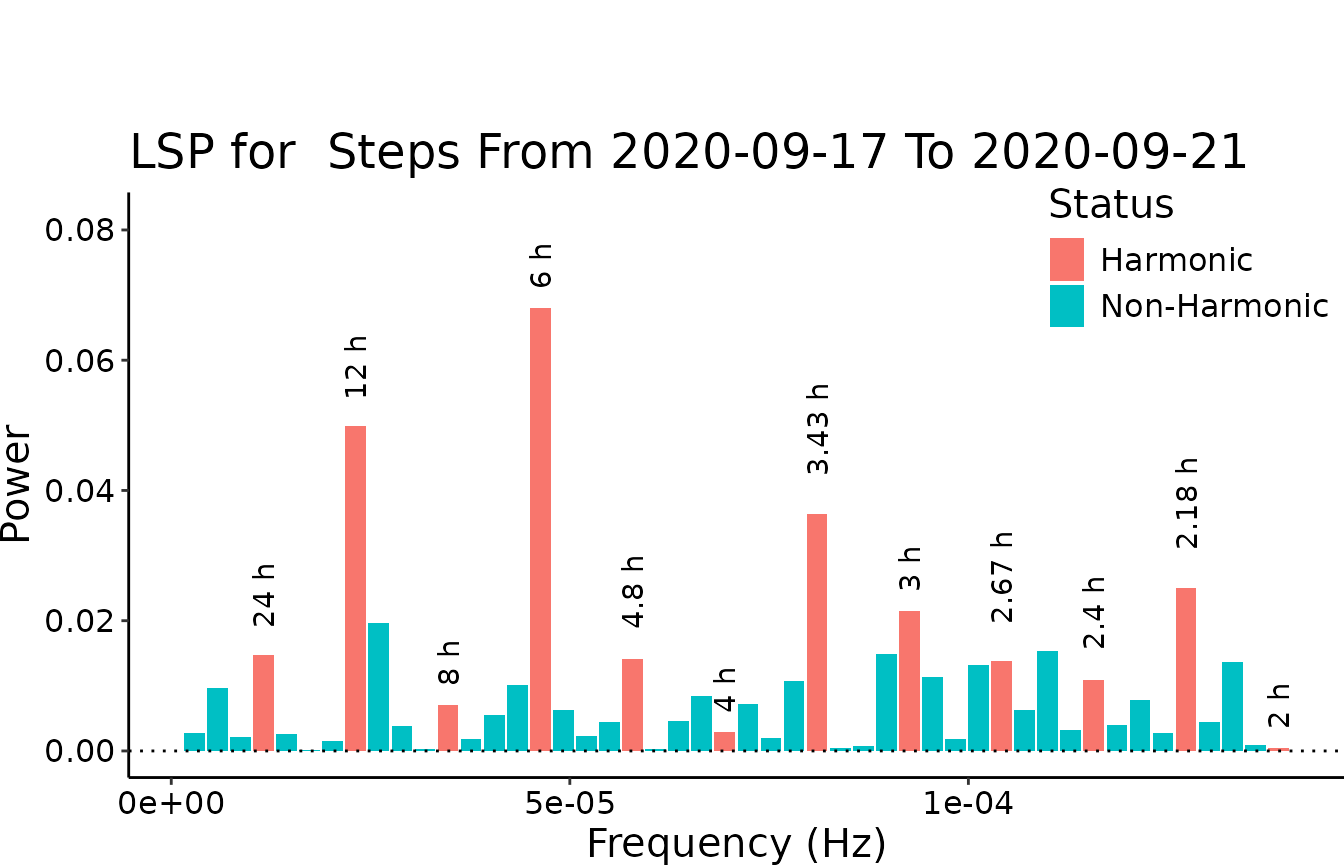 LSP for  Steps From 2020-09-17 To 2020-09-21
Status
Harmonic
Non-Harmonic
Power
0.08
0.06
0.04
0.02
0.00
24 h
12 h
8 h
6 h
4.8 h
4 h
3.43 h
3 h
2.67 h
2.4 h
2.18 h
2 h
0e+00
5e-05
1e-04
Frequency (Hz)